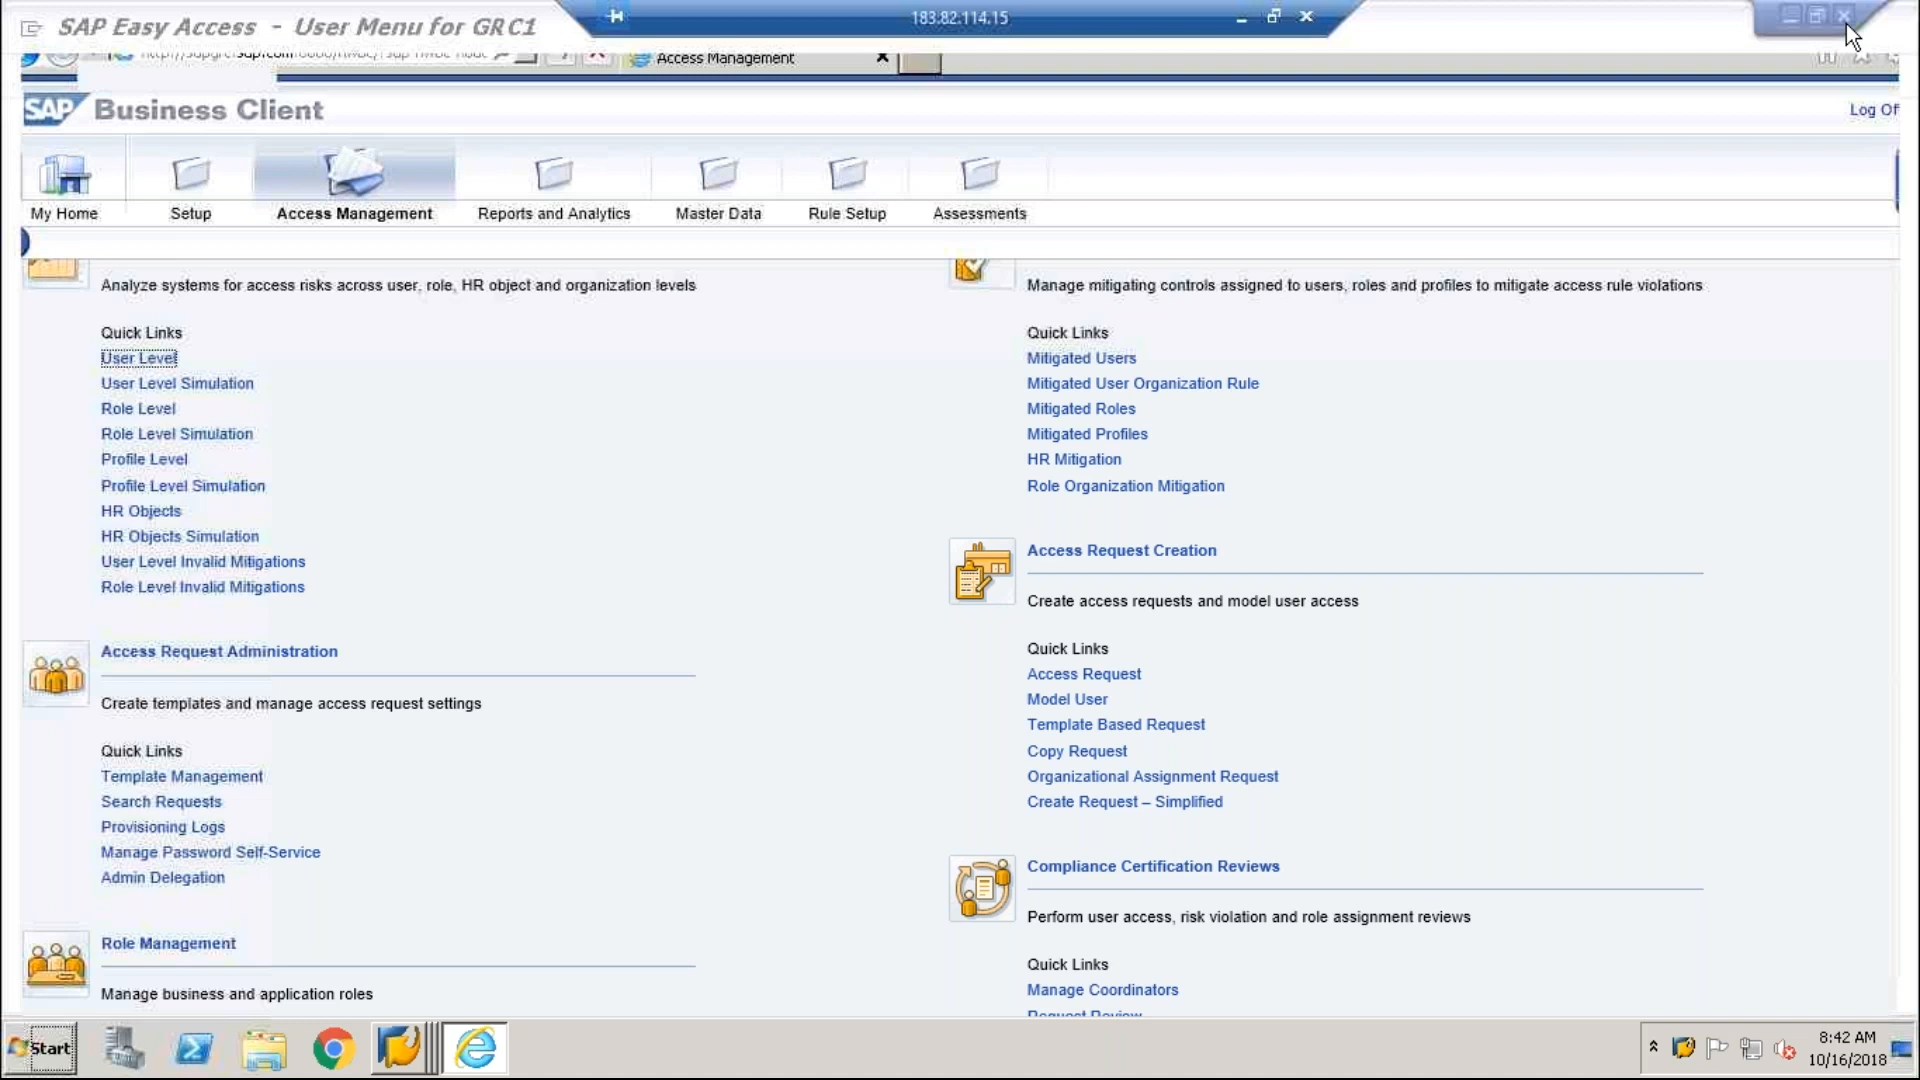 SAP Easy Access - User Menu for GRC1
183.82.114.15
Access Management
SAP Business Client
Log Of
My Home
Setup
Access Management
Reports and Analytics
Master Data
Rule Setup
Assessments
Analyze systems for access risks across user, role, HR object and organization levels
Quick Links
User Level
User Level Simulation
Role Level
Role Level Simulation
Profile Level
Profile Level Simulation
HR Objects
HR Objects Simulation
User Level Invalid Mitigations
Role Level Invalid Mitigations
Access Request Administration
Create templates and manage access request settings
Quick Links
Template Management
Search Requests
Provisioning Logs
Manage Password Self-Service
Admin Delegation
Role Management
Manage business and application roles
Manage mitigating controls assigned to users, roles and profiles to mitigate access rule violations
Quick Links
Mitigated Users
Mitigated User Organization Rule
Mitigated Roles
Mitigated Profiles
HR Mitigation
Role Organization Mitigation
Access Request Creation
Create access requests and model user access
Quick Links
Access Request
Model User
Template Based Request
Copy Request
Organizational Assignment Request
Create Request – Simplified
Compliance Certification Reviews
Perform user access, risk violation and role assignment reviews
Quick Links
Manage Coordinators
Request Review
Start
8:42 AM
10/16/2018